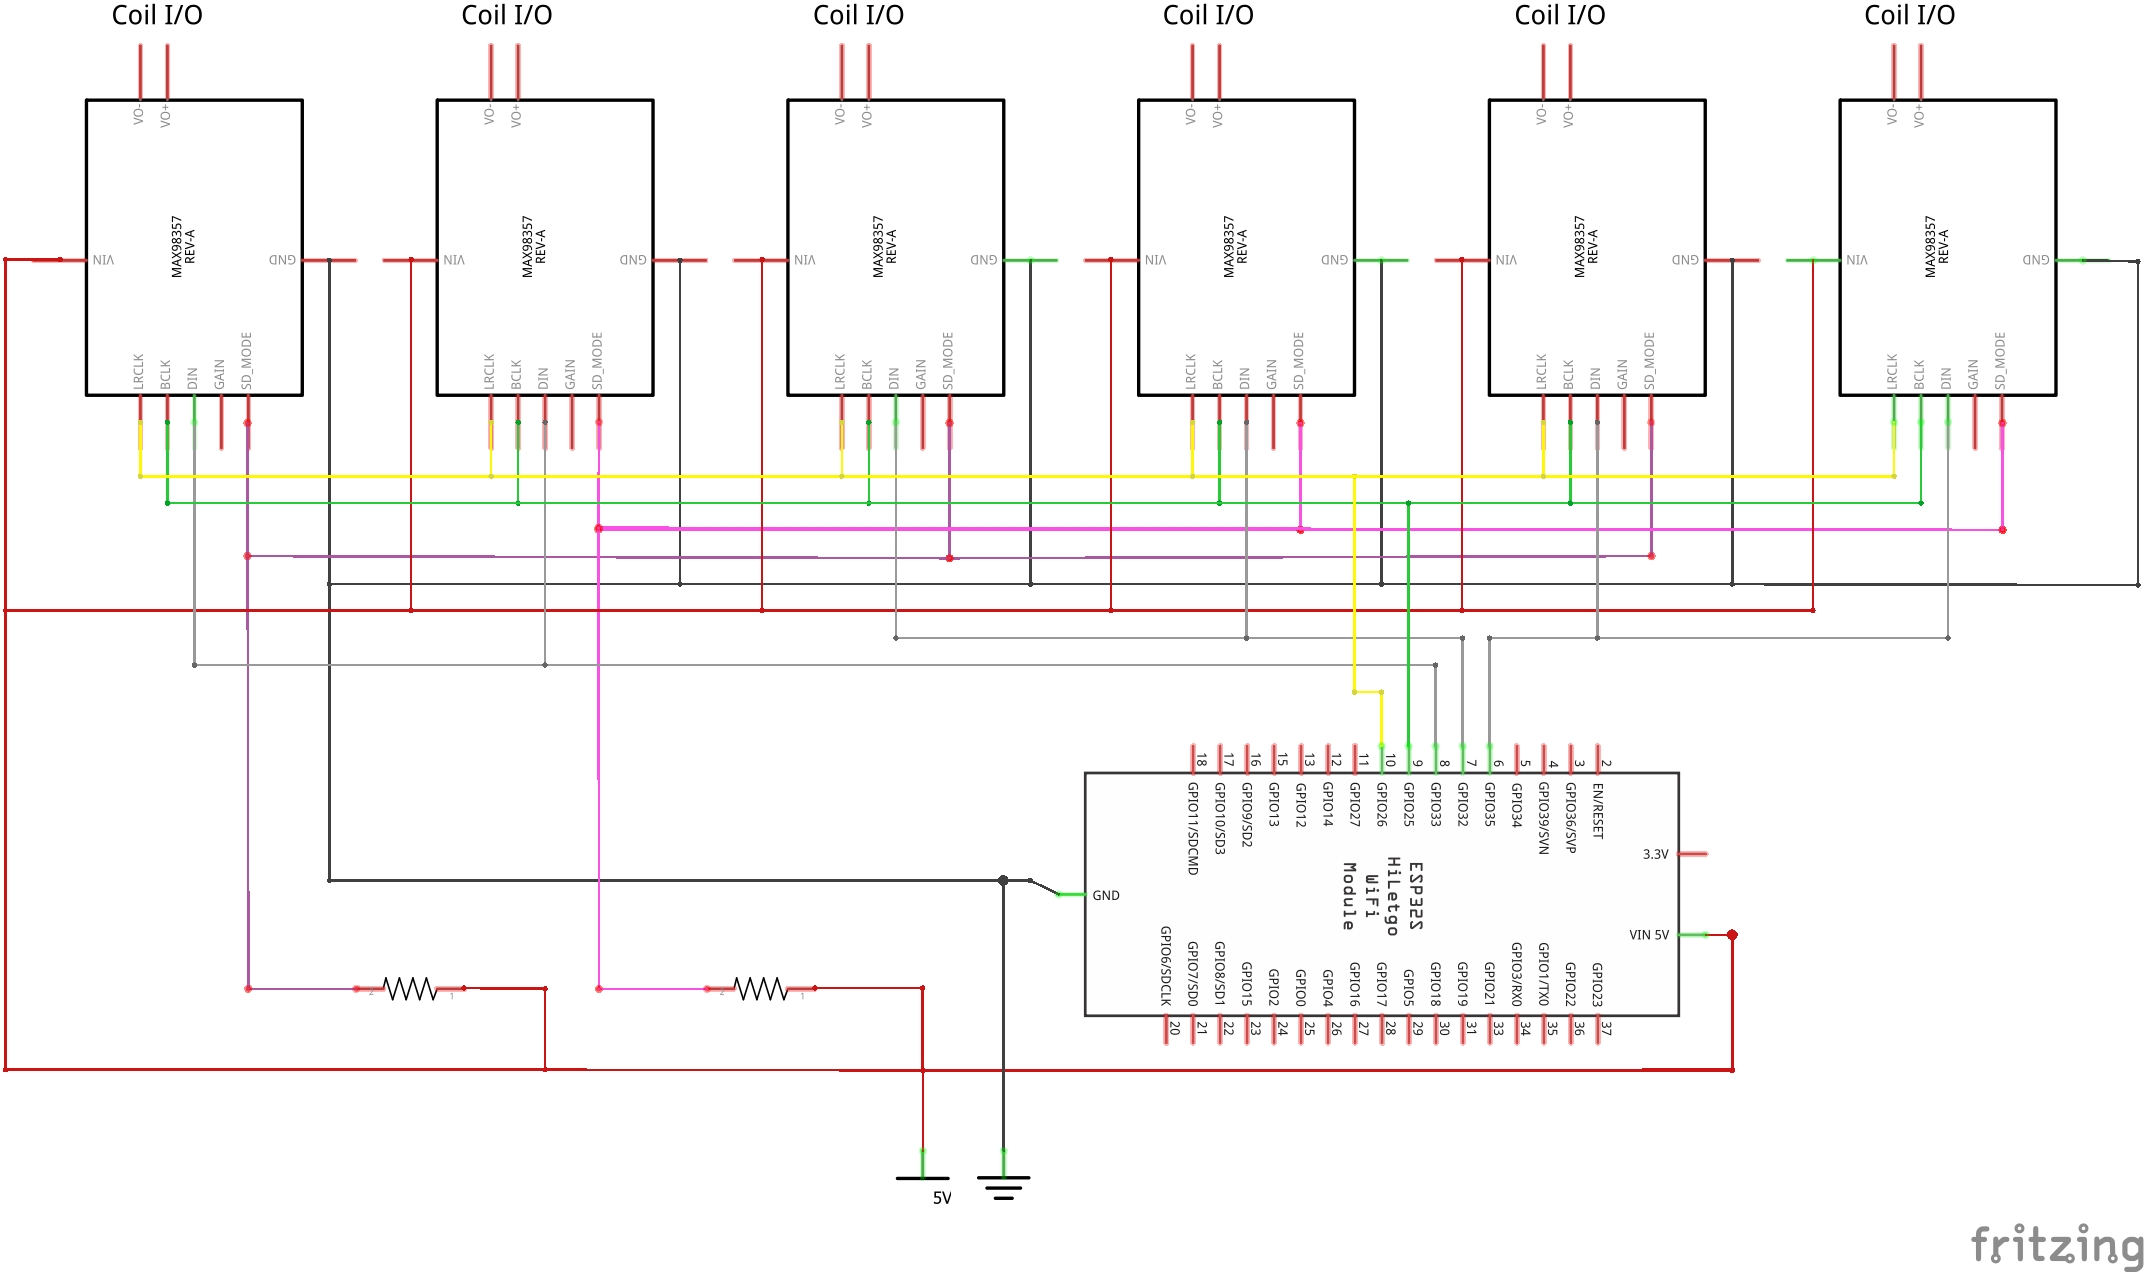 Coil I/O Coil I/O Coil I/O Coil I/O Coil I/O Coil I/O
VO- VO+ VO- VO+ VO- VO+ VO- VO+ VO- VO+ VO- VO+
MAX98357 MAX98357 MAX98357 MAX98357 MAX98357 MAX98357
REV-A REV-A REV-A REV-A REV-A REV-A
VIN GND VIN GND VIN GND VIN GND VIN GND VIN GND
LRCLK BCLK DIN GAIN SD_MODE LRCLK BCLK DIN GAIN SD_MODE LRCLK BCLK DIN GAIN SD_MODE LRCLK BCLK DIN GAIN SD_MODE LRCLK BCLK DIN GAIN SD_MODE LRCLK BCLK DIN GAIN SD_MODE
18 17 16 15 13 12 11 10 9 8 7 6 5 4 3 2
GPIO11/SDCMD GPIO10/SD3 GPIO9/SD2 GPIO13 GPIO12 GPIO14 GPIO27 GPIO26 GPIO25 GPIO33 GPIO32 GPIO35 GPIO34 GPIO39/SVN GPIO36/SVP EN/RESET
3.3V
ESP32S
HiLetgo
WiFi
Module
GND
VIN 5V
GPIO6/SDCLK GPIO7/SD0 GPIO8/SD1 GPIO15 GPIO2 GPIO0 GPIO4 GPIO16 GPIO17 GPIO5 GPIO18 GPIO19 GPIO21 GPIO3/RX0 GPIO1/TX0 GPIO22 GPIO23
20 21 22 23 24 25 26 27 28 29 30 31 33 34 35 36 37
2 1 2 1
5V
fritzing